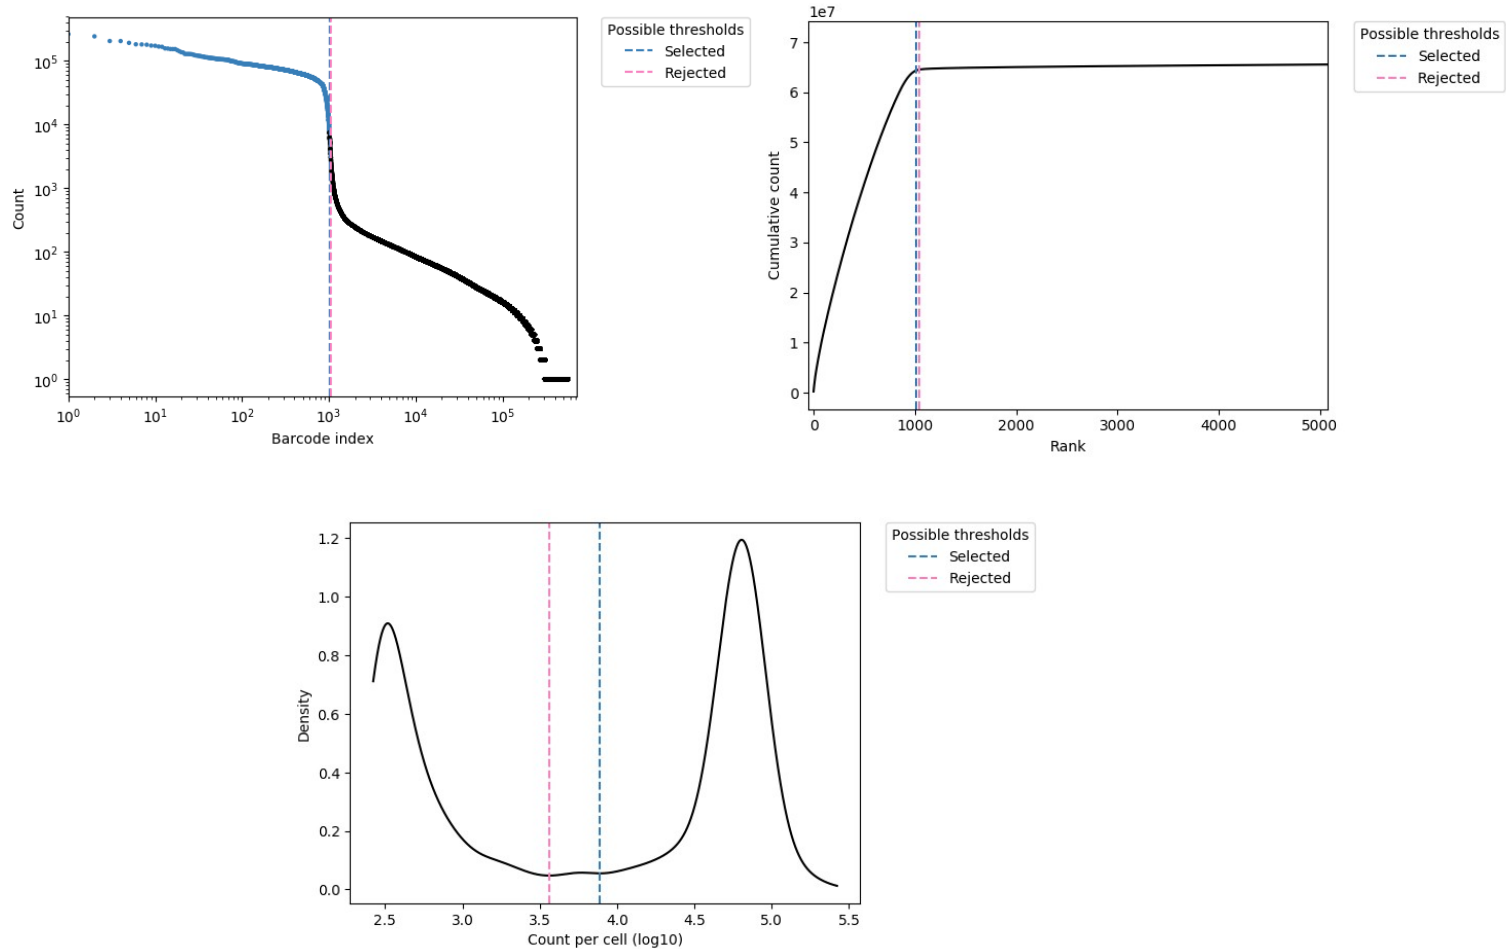 Possible thresholds
Selected
Rejected
10^5
10^4
10^3
10^2
10^1
10^0
Count
10^0 10^1 10^2 10^3 10^4 10^5
Barcode index
1e7
Possible thresholds
Selected
Rejected
7
6
5
4
3
2
1
0
Cumulative count
0 1000 2000 3000 4000 5000
Rank
Possible thresholds
Selected
Rejected
1.2
1.0
0.8
0.6
0.4
0.2
0.0
Density
2.5 3.0 3.5 4.0 4.5 5.0 5.5
Count per cell (log10)